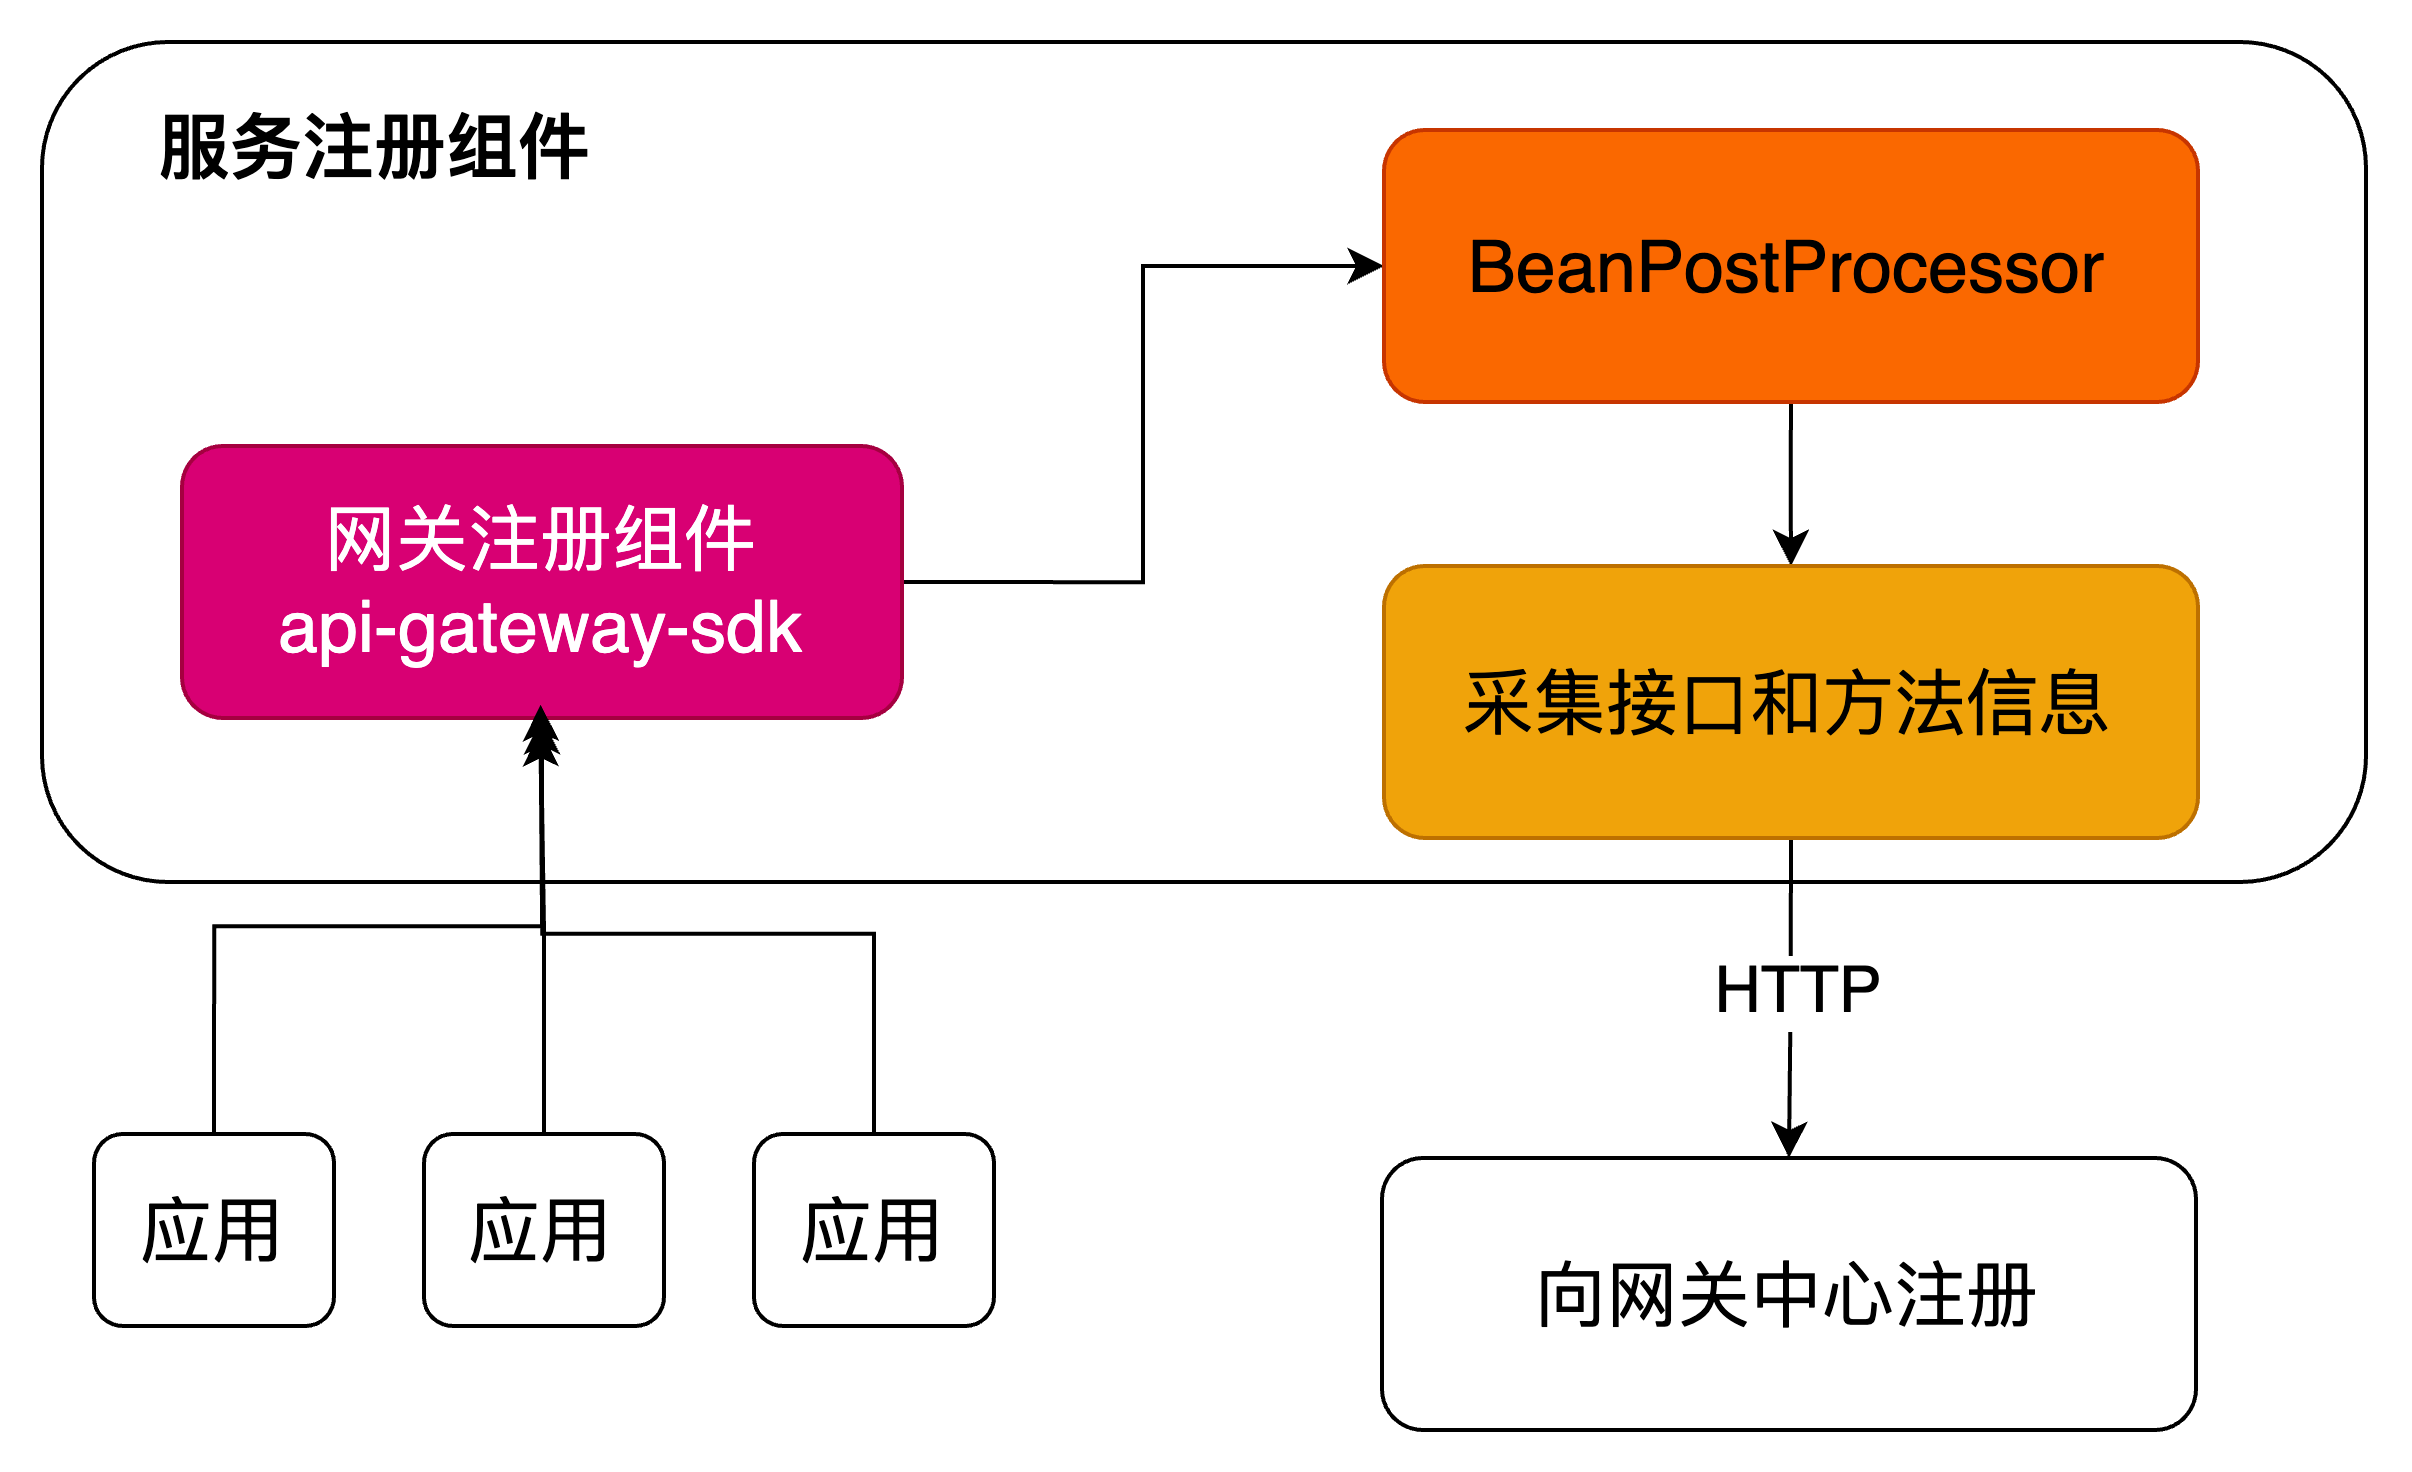 服务注册组件
BeanPostProcessor
网关注册组件
api-gateway-sdk
采集接口和方法信息
HTTP
应用
应用
应用
向网关中心注册